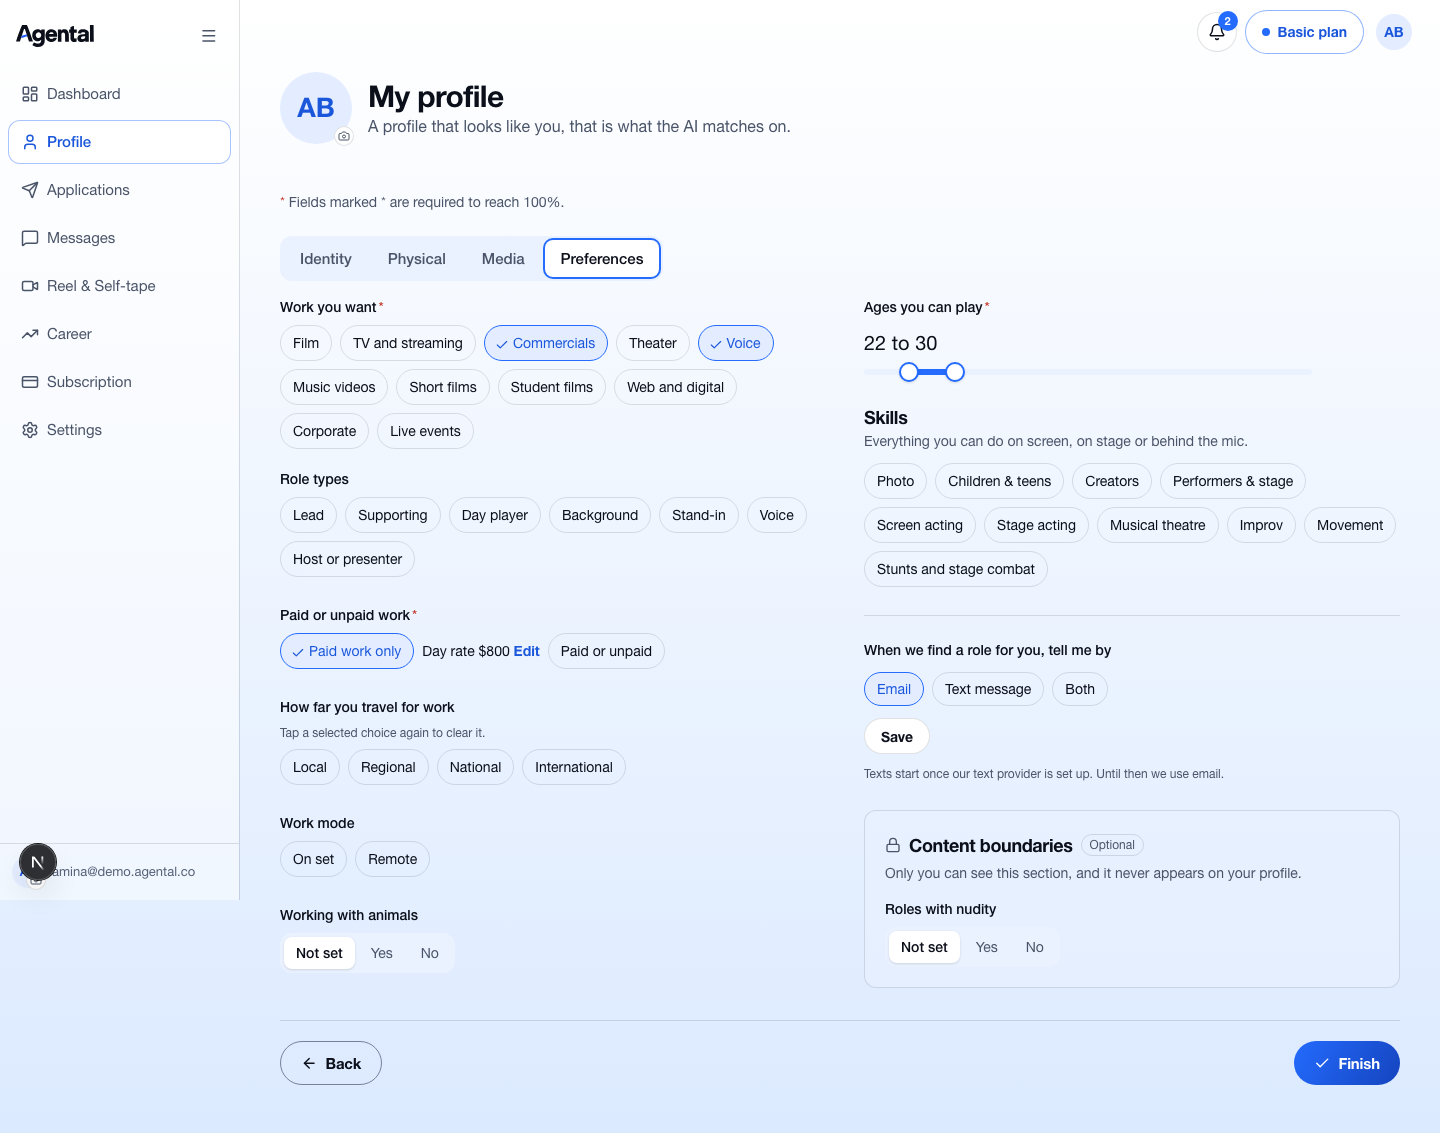 Agental
Dashboard
Profile
Applications
Messages
Reel & Self-tape
Career
Subscription
Settings
amina@demo.agental.co
N
2
Basic plan
AB
AB
My profile
A profile that looks like you, that is what the AI matches on.
* Fields marked * are required to reach 100%.
Identity Physical Media Preferences
Work you want*
Film TV and streaming Commercials Theater Voice
Music videos Short films Student films Web and digital
Corporate Live events
Role types
Lead Supporting Day player Background Stand-in Voice
Host or presenter
Paid or unpaid work*
Paid work only Day rate $800 Edit Paid or unpaid
How far you travel for work
Tap a selected choice again to clear it.
Local Regional National International
Work mode
On set Remote
Working with animals
Not set Yes No
Ages you can play*
22 to 30
Skills
Everything you can do on screen, on stage or behind the mic.
Photo Children & teens Creators Performers & stage
Screen acting Stage acting Musical theatre Improv Movement
Stunts and stage combat
When we find a role for you, tell me by
Email Text message Both
Save
Texts start once our text provider is set up. Until then we use email.
Content boundaries Optional
Only you can see this section, and it never appears on your profile.
Roles with nudity
Not set Yes No
Back
Finish